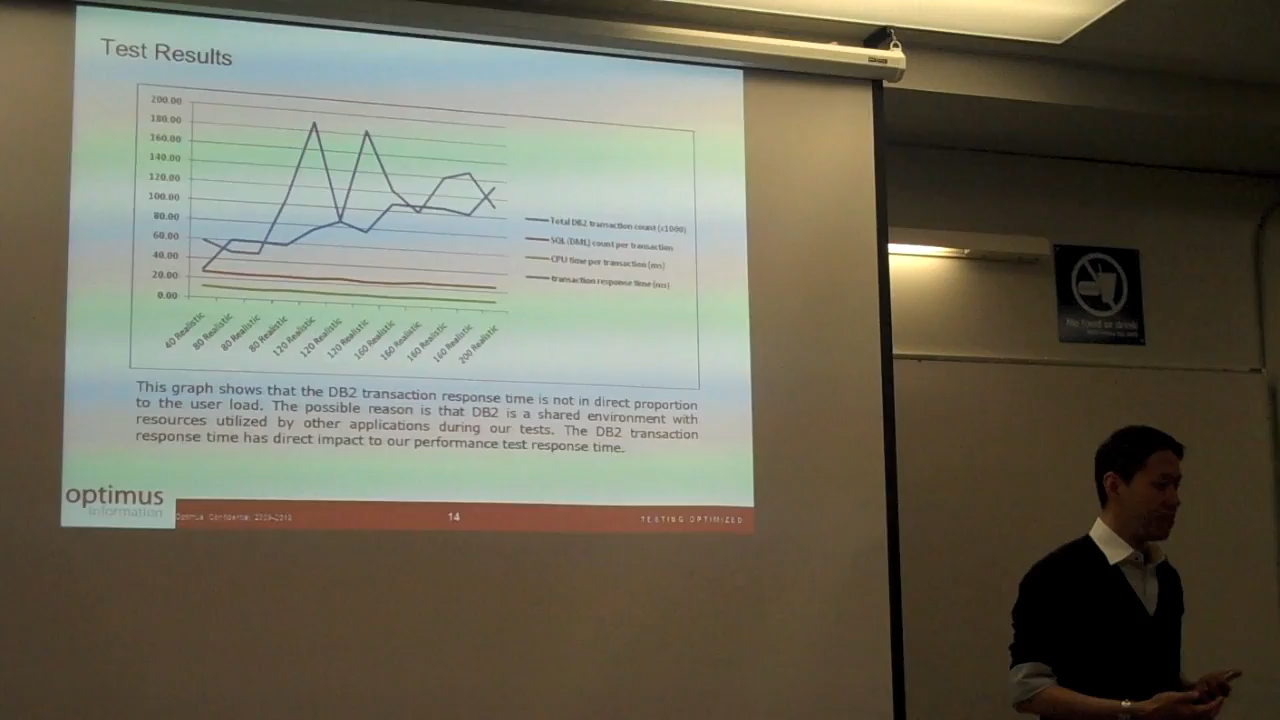 Test Results
200.00
180.00
160.00
140.00
120.00
100.00
80.00
60.00
40.00
20.00
0.00
40 Realistic
80 Realistic
80 Realistic
80 Realistic
120 Realistic
120 Realistic
120 Realistic
160 Realistic
160 Realistic
160 Realistic
160 Realistic
200 Realistic
Total DB2 transaction count (x1000)
SQL (DML) count per transaction
CPU time per transaction (ms)
transaction response time (ms)
This graph shows that the DB2 transaction response time is not in direct proportion
to the user load. The possible reason is that DB2 is a shared environment with
resources utilized by other applications during our tests. The DB2 transaction
response time has direct impact to our performance test response time.
optimus
information
14
TESTING OPTIMIZED
No food or drink